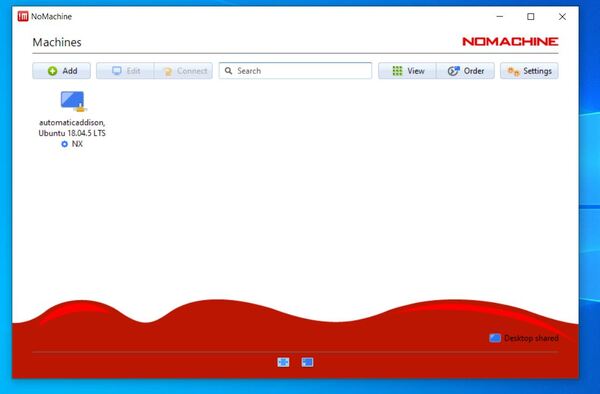 NoMachine
Machines
NOMACHINE
Add
Edit
Connect
Search
View
Order
Settings
automaticaddison,
Ubuntu 18.04.5 LTS
NX
Desktop shared